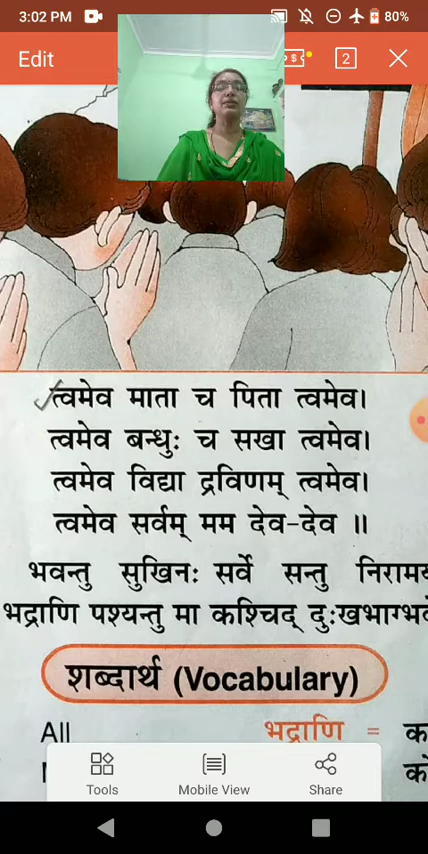 3:02 PM 80%
Edit 2
त्वमेव माता च पिता त्वमेव।
त्वमेव बन्धुः च सखा त्वमेव।
त्वमेव विद्या द्रविणम् त्वमेव।
त्वमेव सर्वम् मम देव-देव ॥
भवन्तु सुखिनः सर्वे सन्तु
भद्राणि पश्यन्तु मा कश्चिद्
शब्दार्थ (Vocabulary)
All भद्राणि =
Tools Mobile View Share